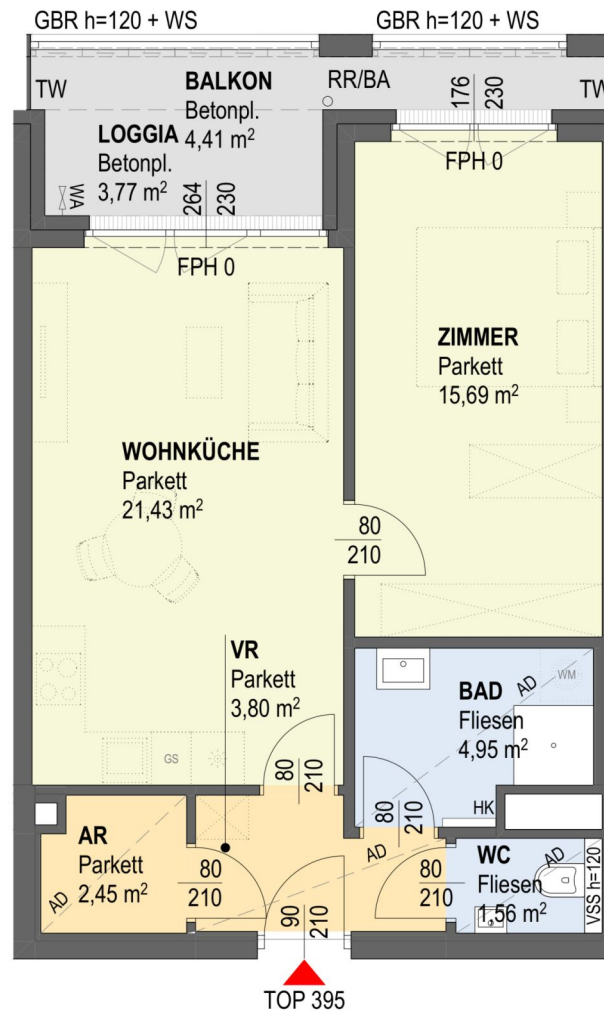 GBR h=120 + WS
GBR h=120 + WS
TW
BALKON
Betonpl.
4,41 m²
RR/BA
176
230
TW
LOGGIA
Betonpl.
3,77 m²
WA
264
230
FPH 0
FPH 0
ZIMMER
Parkett
15,69 m²
WOHNKÜCHE
Parkett
21,43 m²
80
210
VR
Parkett
3,80 m²
BAD
Fliesen
4,95 m²
AD
WM
GS
80
210
80
210
HK
AR
Parkett
2,45 m²
AD
80
210
90
210
AD
80
210
WC
Fliesen
1,56 m²
AD
VSS h=120
TOP 395